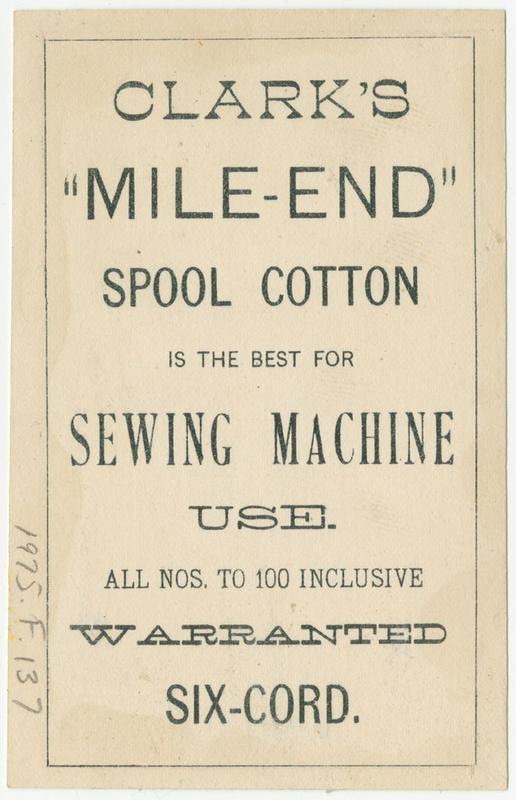 CLARK'S
"MILE-END"
SPOOL COTTON
IS THE BEST FOR
SEWING MACHINE
USE.
ALL NOS. TO 100 INCLUSIVE
WARRANTED
SIX-CORD.
1975.F.137